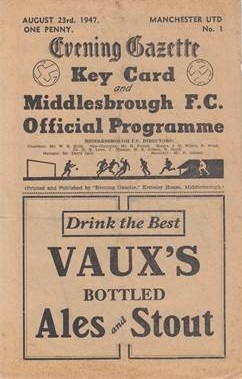 AUGUST 23rd, 1947. MANCHESTER UTD
ONE PENNY. No. 1
Evening Gazette
Key Card
and
Middlesbrough F.C.
Official Programme
MIDDLESBROUGH F.C. DIRECTORS:
(Printed and Published by "Evening Gazette," Kemsley House, Middlesbrough.)
Drink the Best
VAUX'S
BOTTLED
Ales and Stout